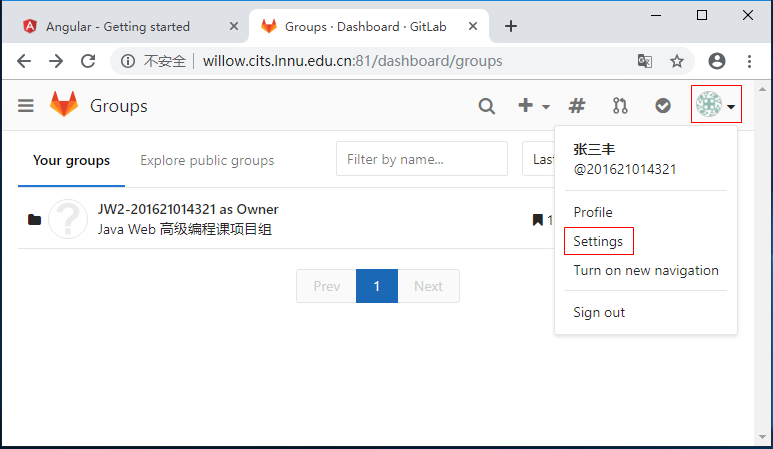 Angular - Getting started
Groups · Dashboard · GitLab
不安全 | willow.cits.lnnu.edu.cn:81/dashboard/groups
Groups
张三丰
@201621014321
Your groups
Explore public groups
Filter by name...
Last
Profile
JW2-201621014321 as Owner
Java Web 高级编程课项目组
1
Settings
Turn on new navigation
Prev
1
Next
Sign out